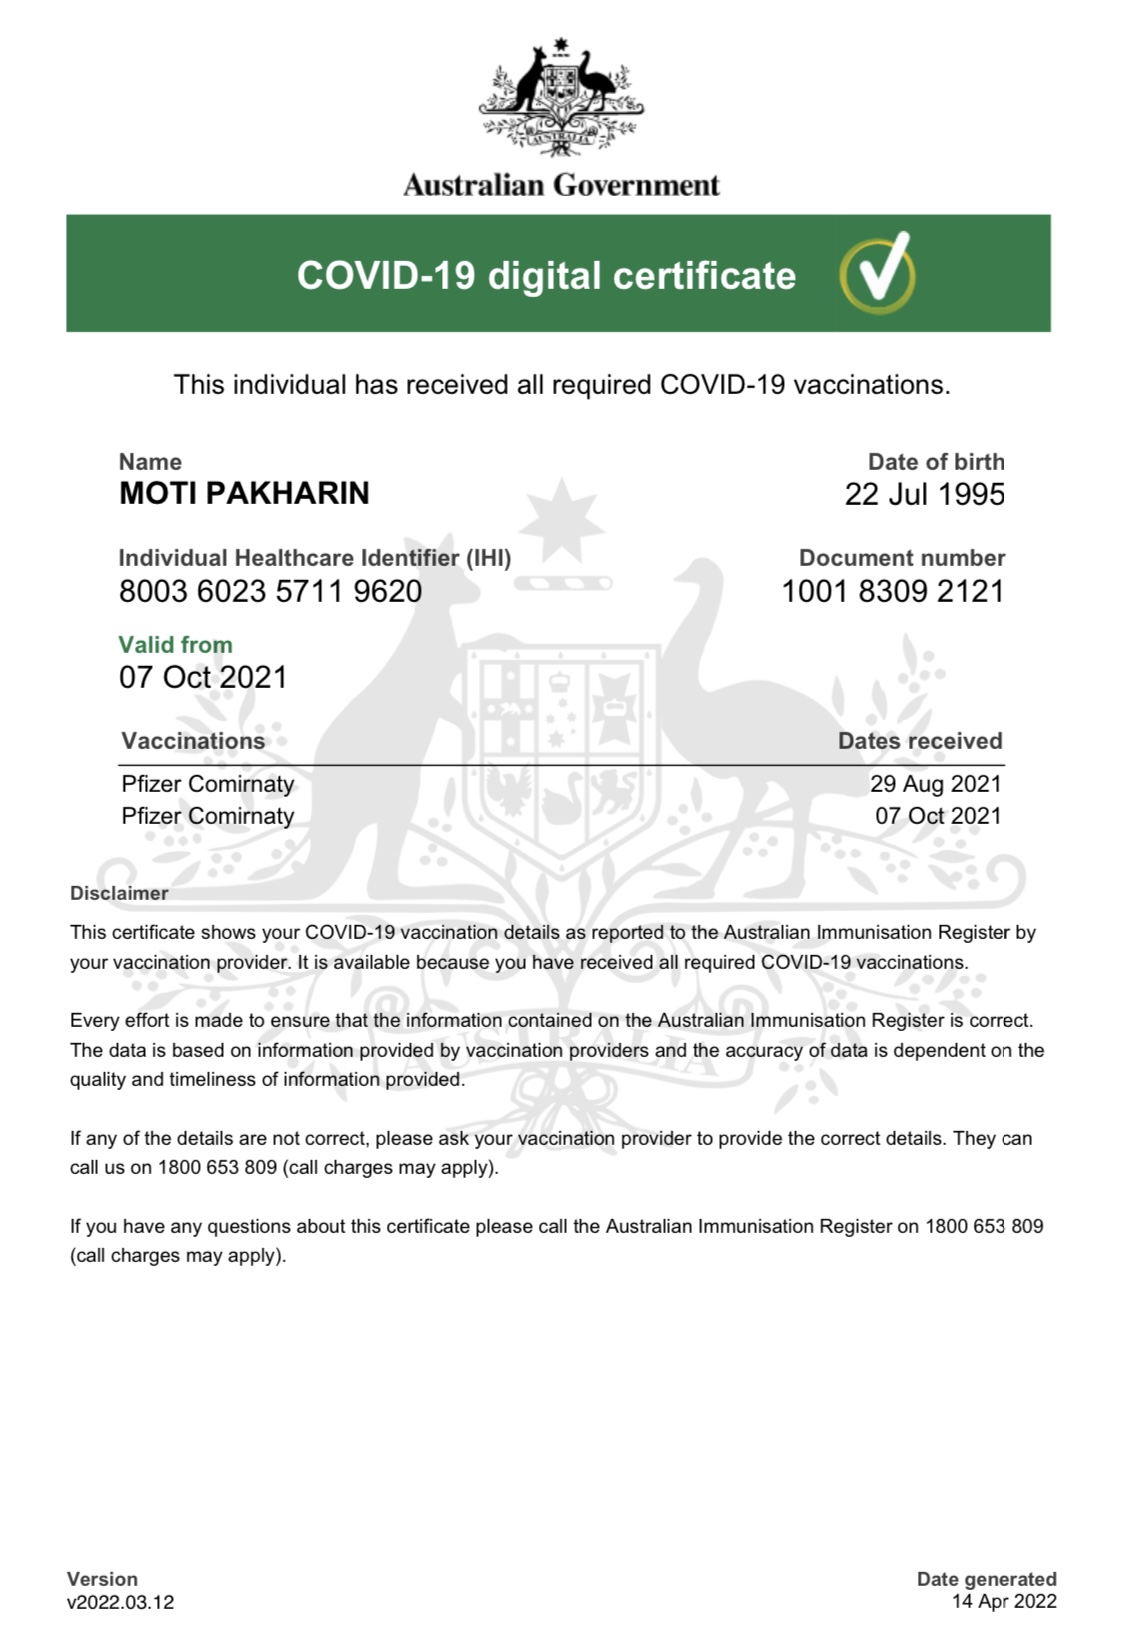 AUSTRALIA
Australian Government
COVID-19 digital certificate
This individual has received all required COVID-19 vaccinations.
Name Date of birth
MOTI PAKHARIN 22 Jul 1995
Individual Healthcare Identifier (IHI) Document number
8003 6023 5711 9620 1001 8309 2121
Valid from
07 Oct 2021
Vaccinations Dates received
Pfizer Comirnaty 29 Aug 2021
Pfizer Comirnaty 07 Oct 2021
Disclaimer
This certificate shows your COVID-19 vaccination details as reported to the Australian Immunisation Register by
your vaccination provider. It is available because you have received all required COVID-19 vaccinations.
Every effort is made to ensure that the information contained on the Australian Immunisation Register is correct.
The data is based on information provided by vaccination providers and the accuracy of data is dependent on the
AUSTRALIA
quality and timeliness of information provided.
If any of the details are not correct, please ask your vaccination provider to provide the correct details. They can
call us on 1800 653 809 (call charges may apply).
If you have any questions about this certificate please call the Australian Immunisation Register on 1800 653 809
(call charges may apply).
Version Date generated
v2022.03.12 14 Apr 2022